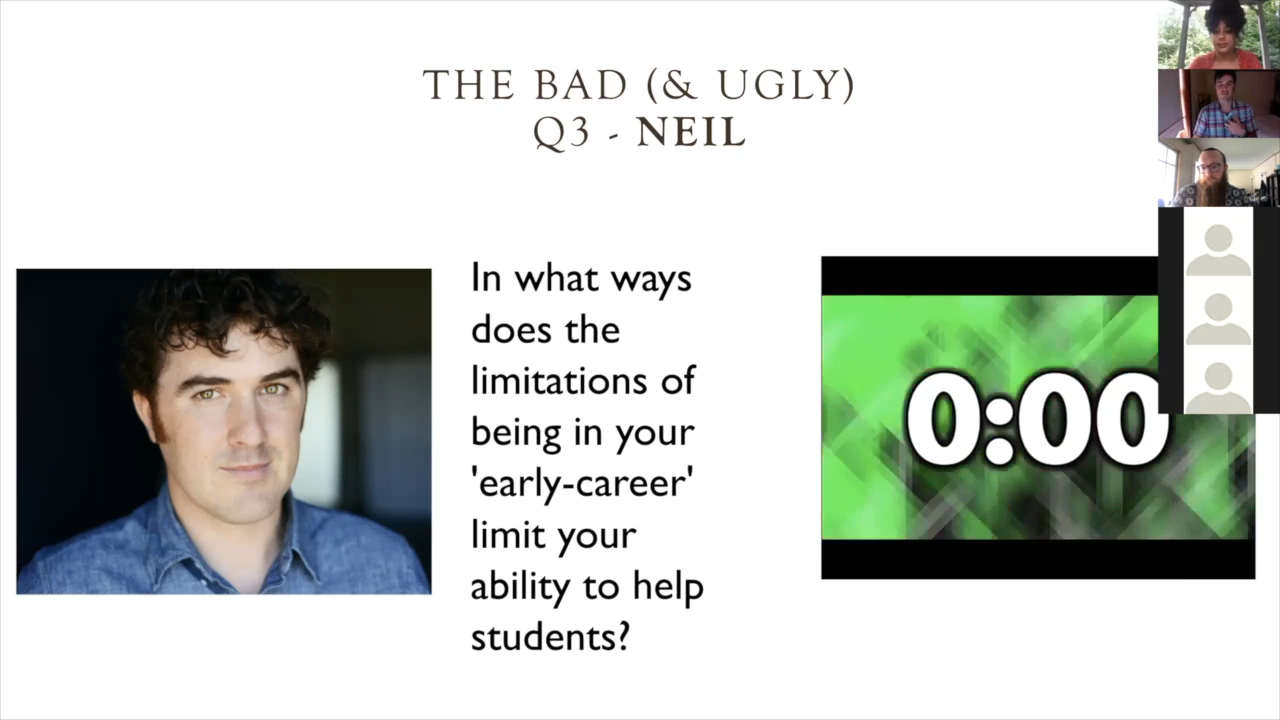 THE BAD (& UGLY)
Q3 - NEIL
In what ways
does the
limitations of
being in your
'early-career'
limit your
ability to help
students?
0:00